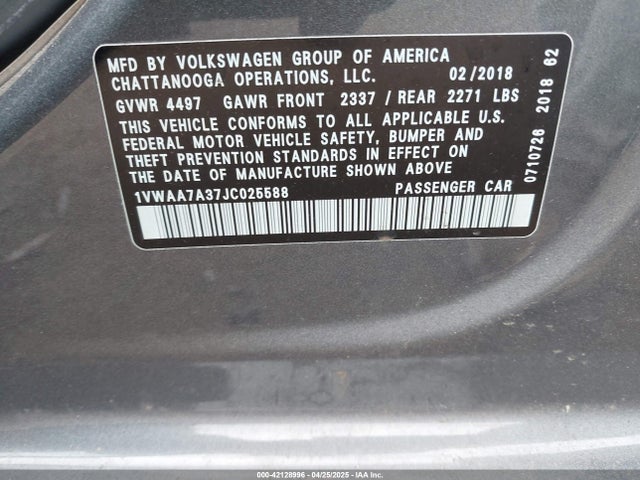 MFD BY VOLKSWAGEN GROUP OF AMERICA
CHATTANOOGA OPERATIONS, LLC. 02/2018
GVWR 4497 GAWR FRONT 2337 / REAR 2271 LBS
THIS VEHICLE CONFORMS TO ALL APPLICABLE U.S.
FEDERAL MOTOR VEHICLE SAFETY, BUMPER AND
THEFT PREVENTION STANDARDS IN EFFECT ON
THE DATE OF MANUFACTURE SHOWN ABOVE
1VWAA7A37JC025588 PASSENGER CAR
0710726 2018 62
000-42128996 - 04/25/2025 - IAA Inc.